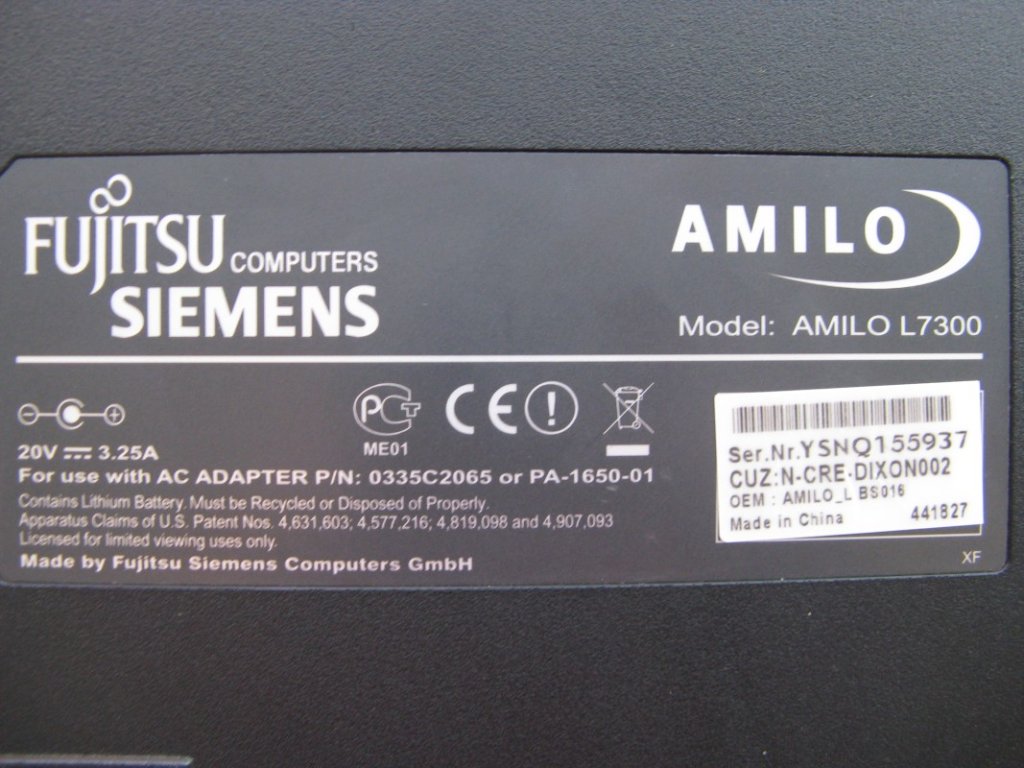 FUJITSU COMPUTERS
SIEMENS
AMILO
Model: AMILO L7300
20V 3.25A
ME01
For use with AC ADAPTER P/N: 0335C2065 or PA-1650-01
Contains Lithium Battery. Must be Recycled or Disposed of Properly.
Apparatus Claims of U.S. Patent Nos. 4,631,603; 4,577,216; 4,819,098 and 4,907,093
Licensed for limited viewing uses only.
Made by Fujitsu Siemens Computers GmbH
Ser.Nr.YSNQ155937
CUZ:N-CRE-DIXON002
OEM : AMILO_L BS016
Made in China 441827
XF